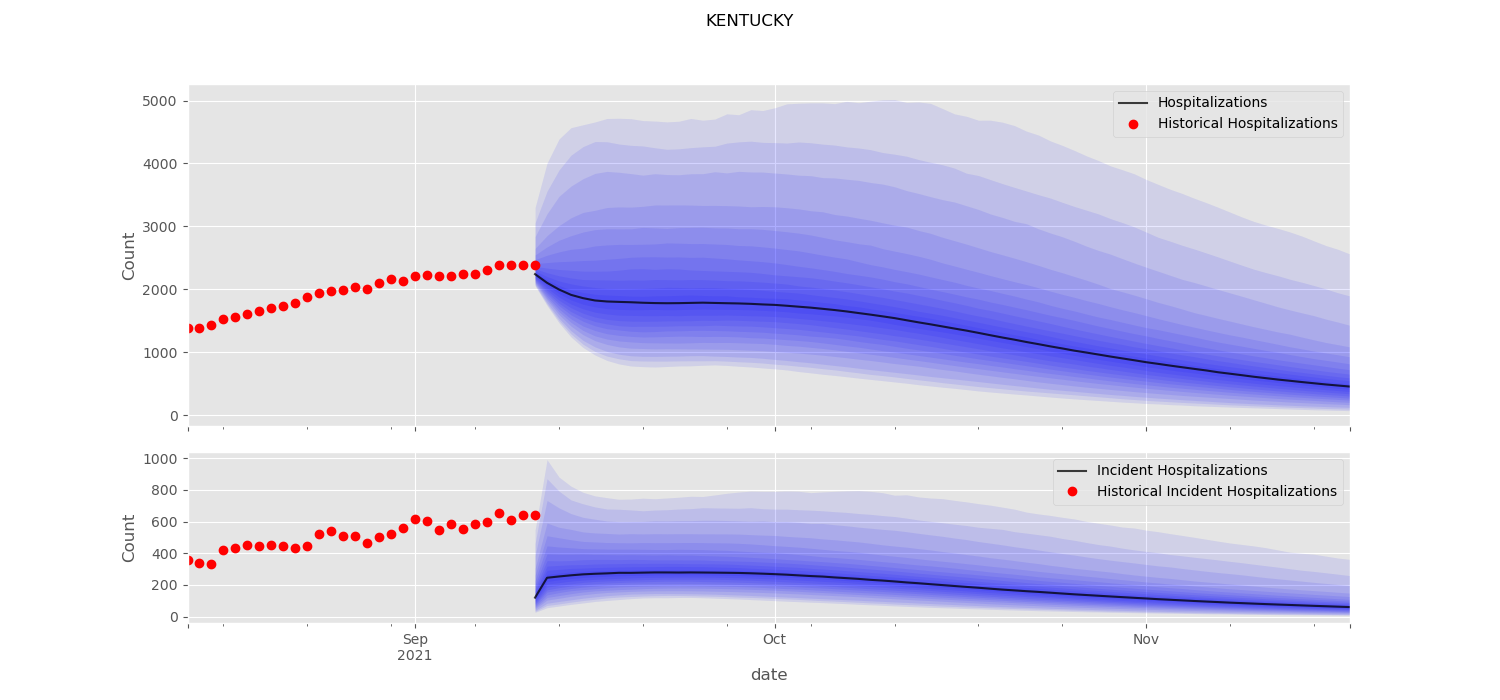 KENTUCKY
5000
4000
3000
2000
1000
0
Count
Hospitalizations
Historical Hospitalizations
1000
800
600
400
200
0
Count
Incident Hospitalizations
Historical Incident Hospitalizations
Sep
2021
Oct
Nov
date